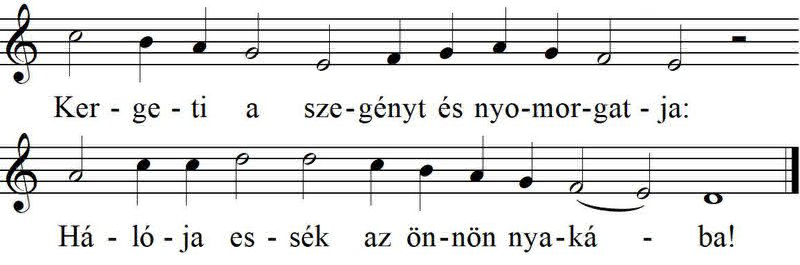 Ker - ge - ti a sze-gényt és nyo-mor-gat - ja:
Há - ló - ja es - sék az ön-nön nya-ká - ba!